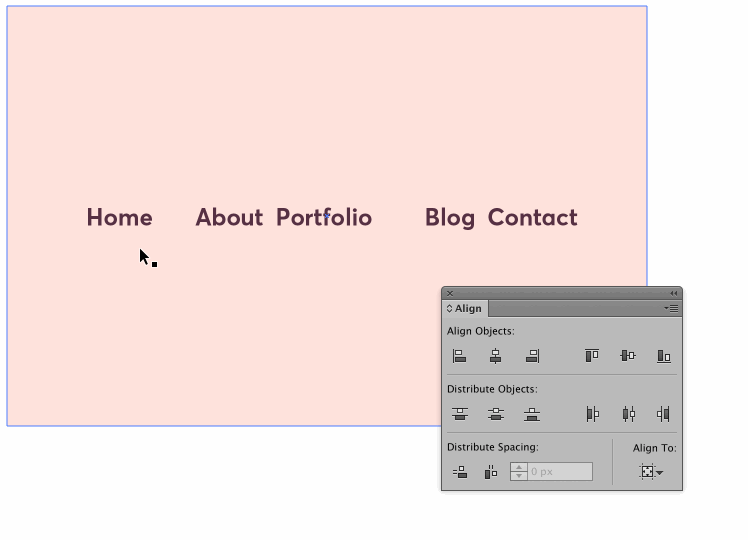 Home About Portfolio Blog Contact
Align
Align Objects:
Distribute Objects:
Distribute Spacing:
Align To:
0 px